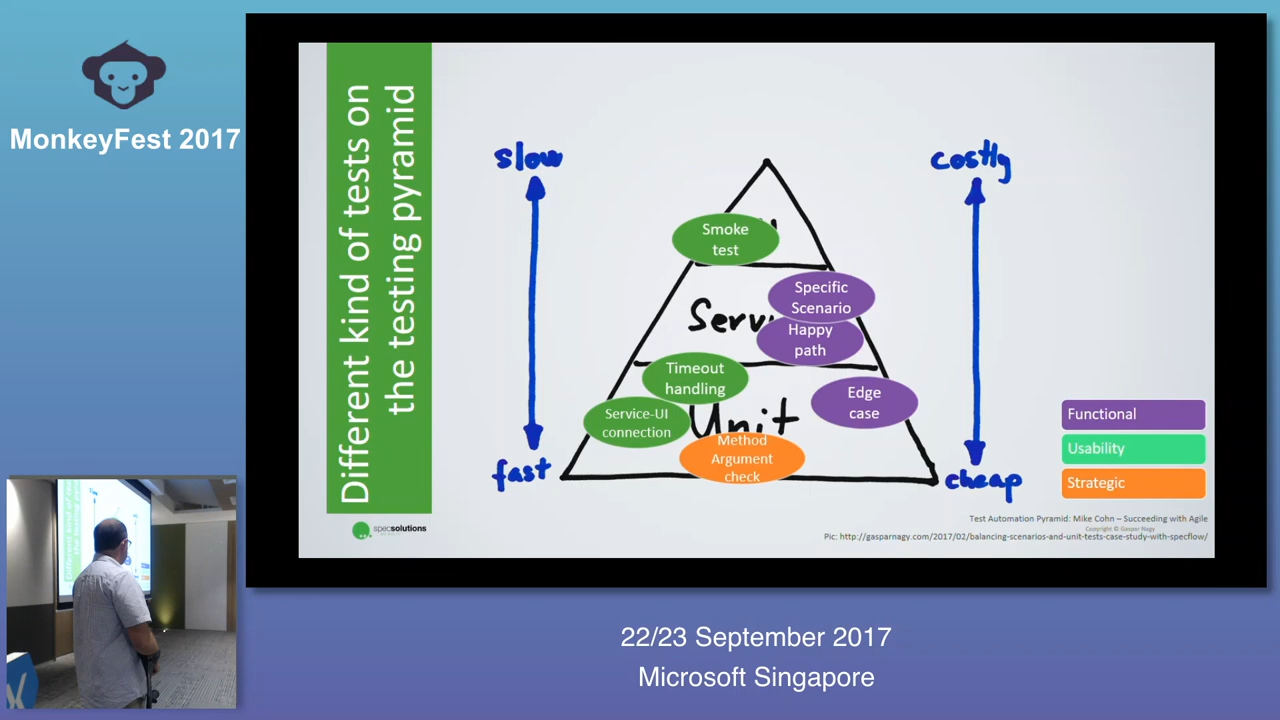 MonkeyFest 2017
Different kind of tests on
the testing pyramid
slow
costly
Smoke
test
Specific
Scenario
Serv
Happy
path
Timeout
handling
Edge
case
Service-UI
connection
Unit
Method
Argument
check
fast
cheap
Functional
Usability
Strategic
specsolutions
Test Automation Pyramid: Mike Cohn – Succeeding with Agile
Copyright © Gaspar Nagy
Pic: http://gasparnagy.com/2017/02/balancing-scenarios-and-unit-tests-case-study-with-specflow/
22/23 September 2017
Microsoft Singapore